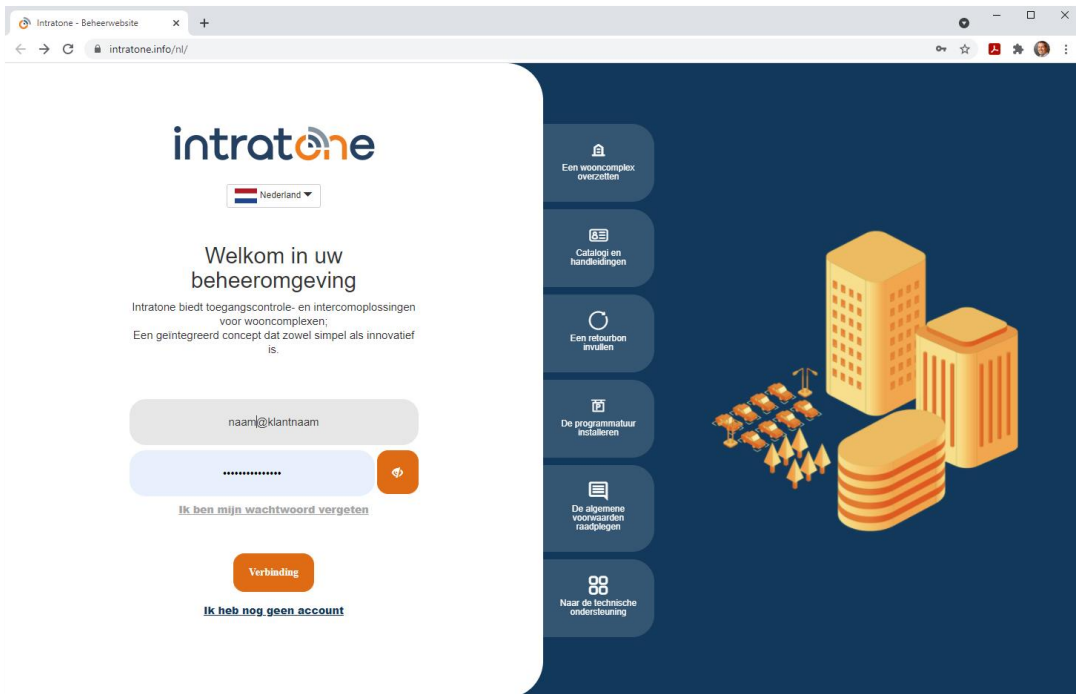 Intratone - Beheerwebsite
intratone.info/nl/
intratone
Nederland
Welkom in uw
beheeromgeving
Intratone biedt toegangscontrole- en intercomoplossingen
voor wooncomplexen;
Een geïntegreerd concept dat zowel simpel als innovatief
is.
naam@klantnaam
Ik ben mijn wachtwoord vergeten
Verbinding
Ik heb nog geen account
Een wooncomplex
overzetten
Catalogi en
handleidingen
Een retourbon
invullen
De programmatuur
installeren
De algemene
voorwaarden
raadplegen
Naar de technische
ondersteuning